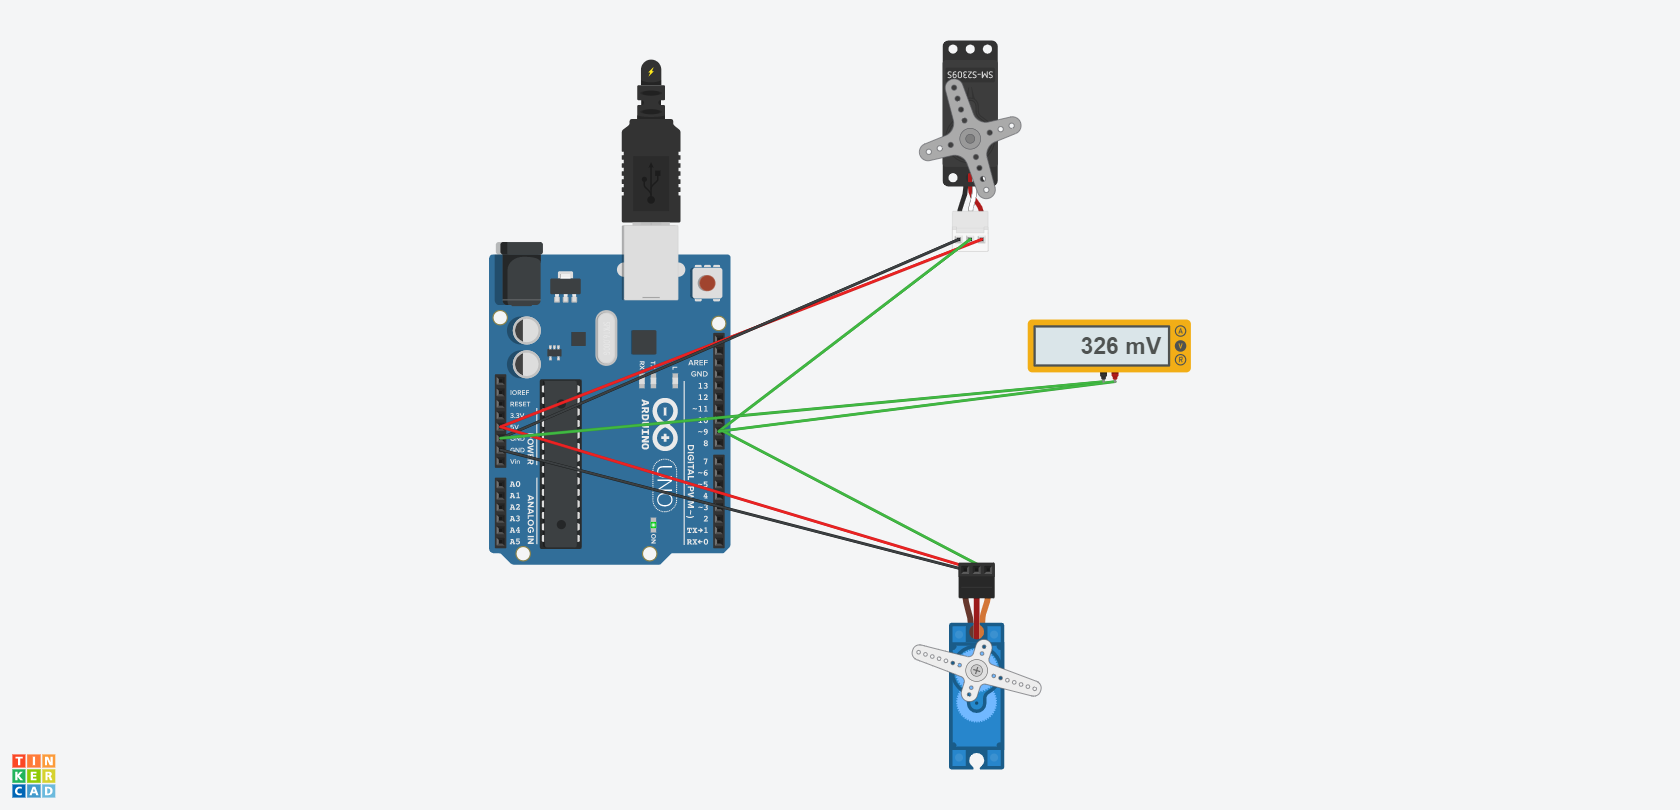 SM-S2309S
326 mV
A
V
R
AREF
GND
13
12
~11
10
~9
8
7
~6
~5
4
~3
2
TX→1
RX←0
DIGITAL (PWM~)
IOREF
RESET
3.3V
5V
GND
GND
Vin
POWER
A0
A1
A2
A3
A4
A5
ANALOG IN
RX
L
ARDUINO
UNO
ON
TIN
KER
CAD